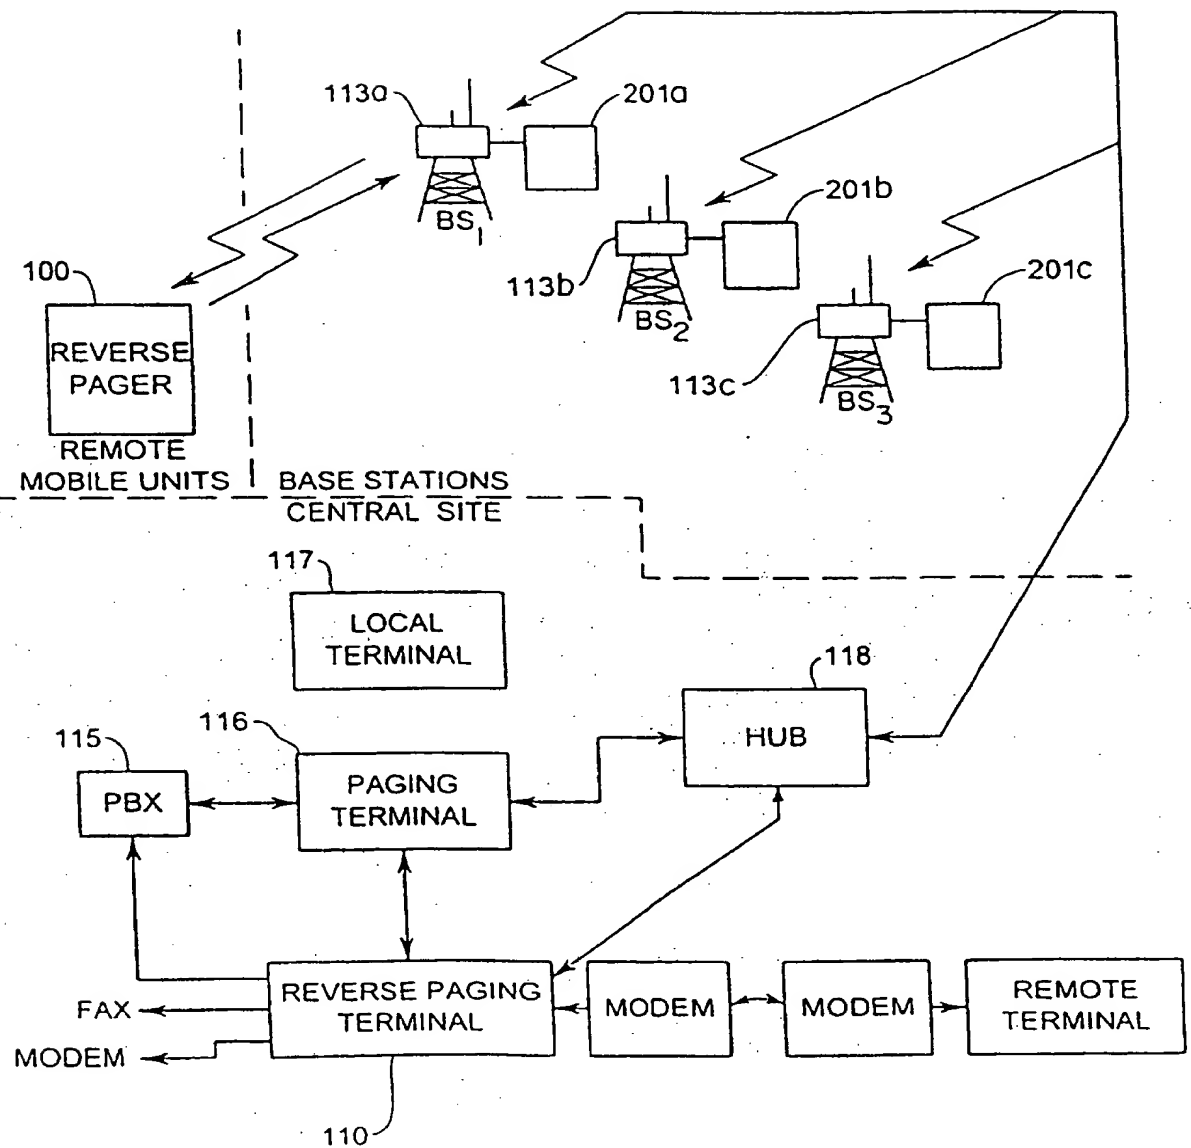 113a
201a
BS1
201b
113b
BS2
100
201c
REVERSE
PAGER
113c
BS3
REMOTE
MOBILE UNITS
BASE STATIONS
CENTRAL SITE
117
LOCAL
TERMINAL
118
HUB
116
115
PAGING
TERMINAL
PBX
REVERSE PAGING
TERMINAL
MODEM
MODEM
REMOTE
TERMINAL
FAX
MODEM
110